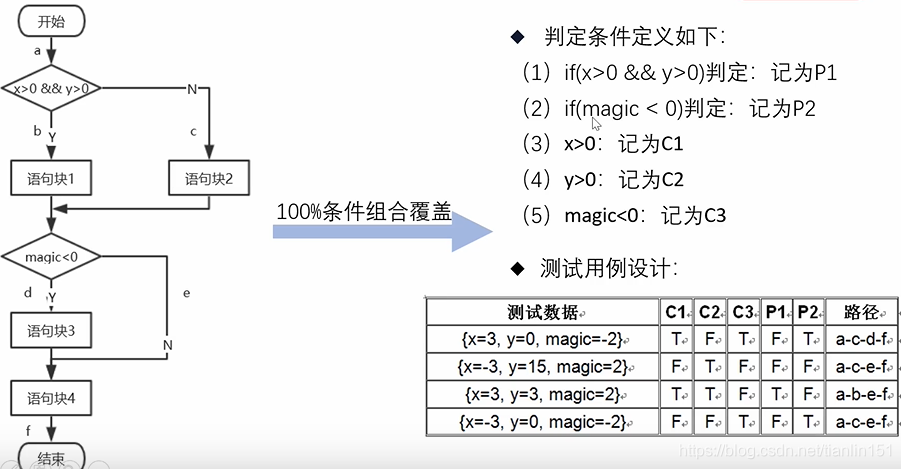 开始
a
x>0 && y>0
N
b
Y
c
语句块1
语句块2
magic<0
d
Y
e
语句块3
N
语句块4
f
结束
100%条件组合覆盖
◆ 判定条件定义如下:
(1) if(x>0 && y>0)判定: 记为P1
(2) if(magic < 0)判定: 记为P2
(3) x>0: 记为C1
(4) y>0: 记为C2
(5) magic<0: 记为C3
◆ 测试用例设计:
测试数据 C1 C2 C3 P1 P2 路径
{x=3, y=0, magic=-2} T F T F T a-c-d-f
{x=-3, y=15, magic=2} F T F F F a-c-e-f
{x=3, y=3, magic=2} T T F T F a-b-e-f
{x=-3, y=0, magic=-2} F F T F T a-c-e-f
https://blog.csdn.net/tianlin151